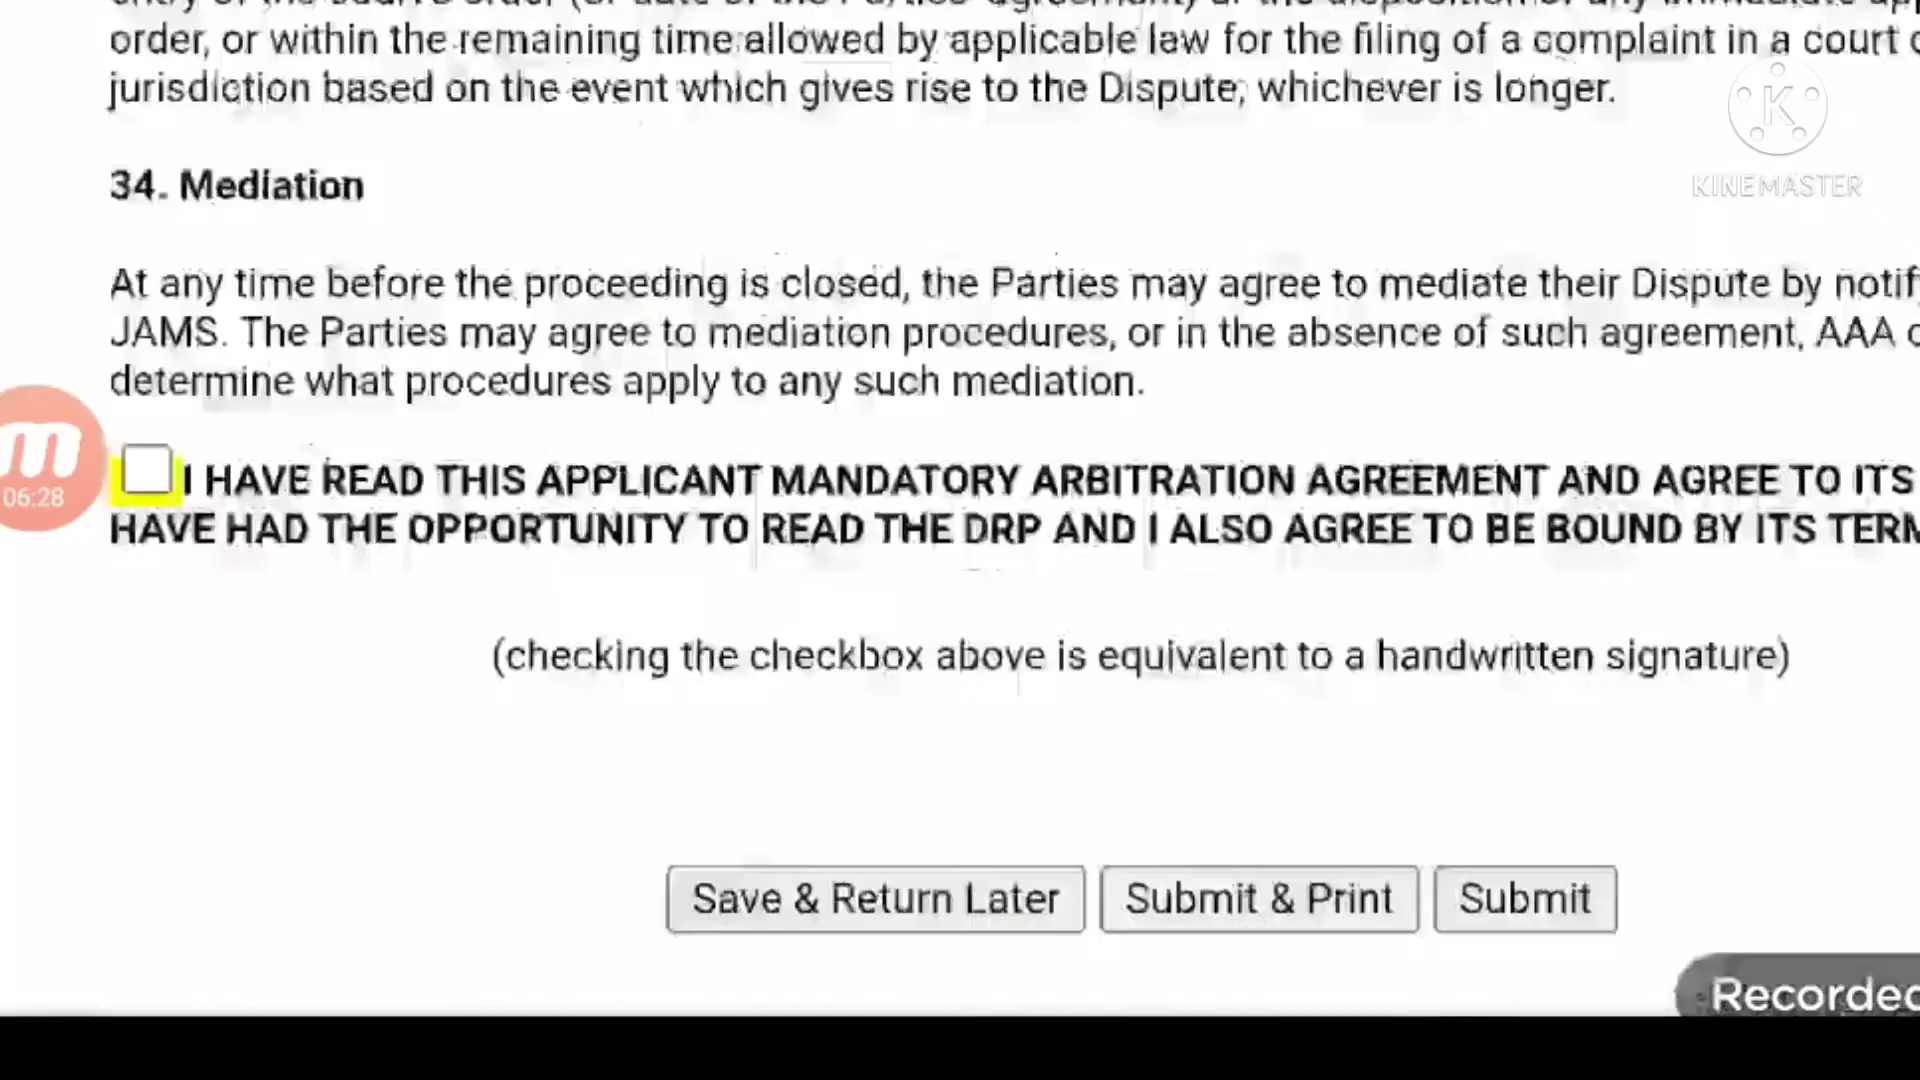 order, or within the remaining time allowed by applicable law for the filing of a complaint in a court
jurisdiction based on the event which gives rise to the Dispute, whichever is longer.
K
KINEMASTER
34. Mediation
At any time before the proceeding is closed, the Parties may agree to mediate their Dispute by notif
JAMS. The Parties may agree to mediation procedures, or in the absence of such agreement, AAA
determine what procedures apply to any such mediation.
m
06:28
I HAVE READ THIS APPLICANT MANDATORY ARBITRATION AGREEMENT AND AGREE TO ITS
HAVE HAD THE OPPORTUNITY TO READ THE DRP AND I ALSO AGREE TO BE BOUND BY ITS TERM
(checking the checkbox above is equivalent to a handwritten signature)
Save & Return Later
Submit & Print
Submit
Recorded